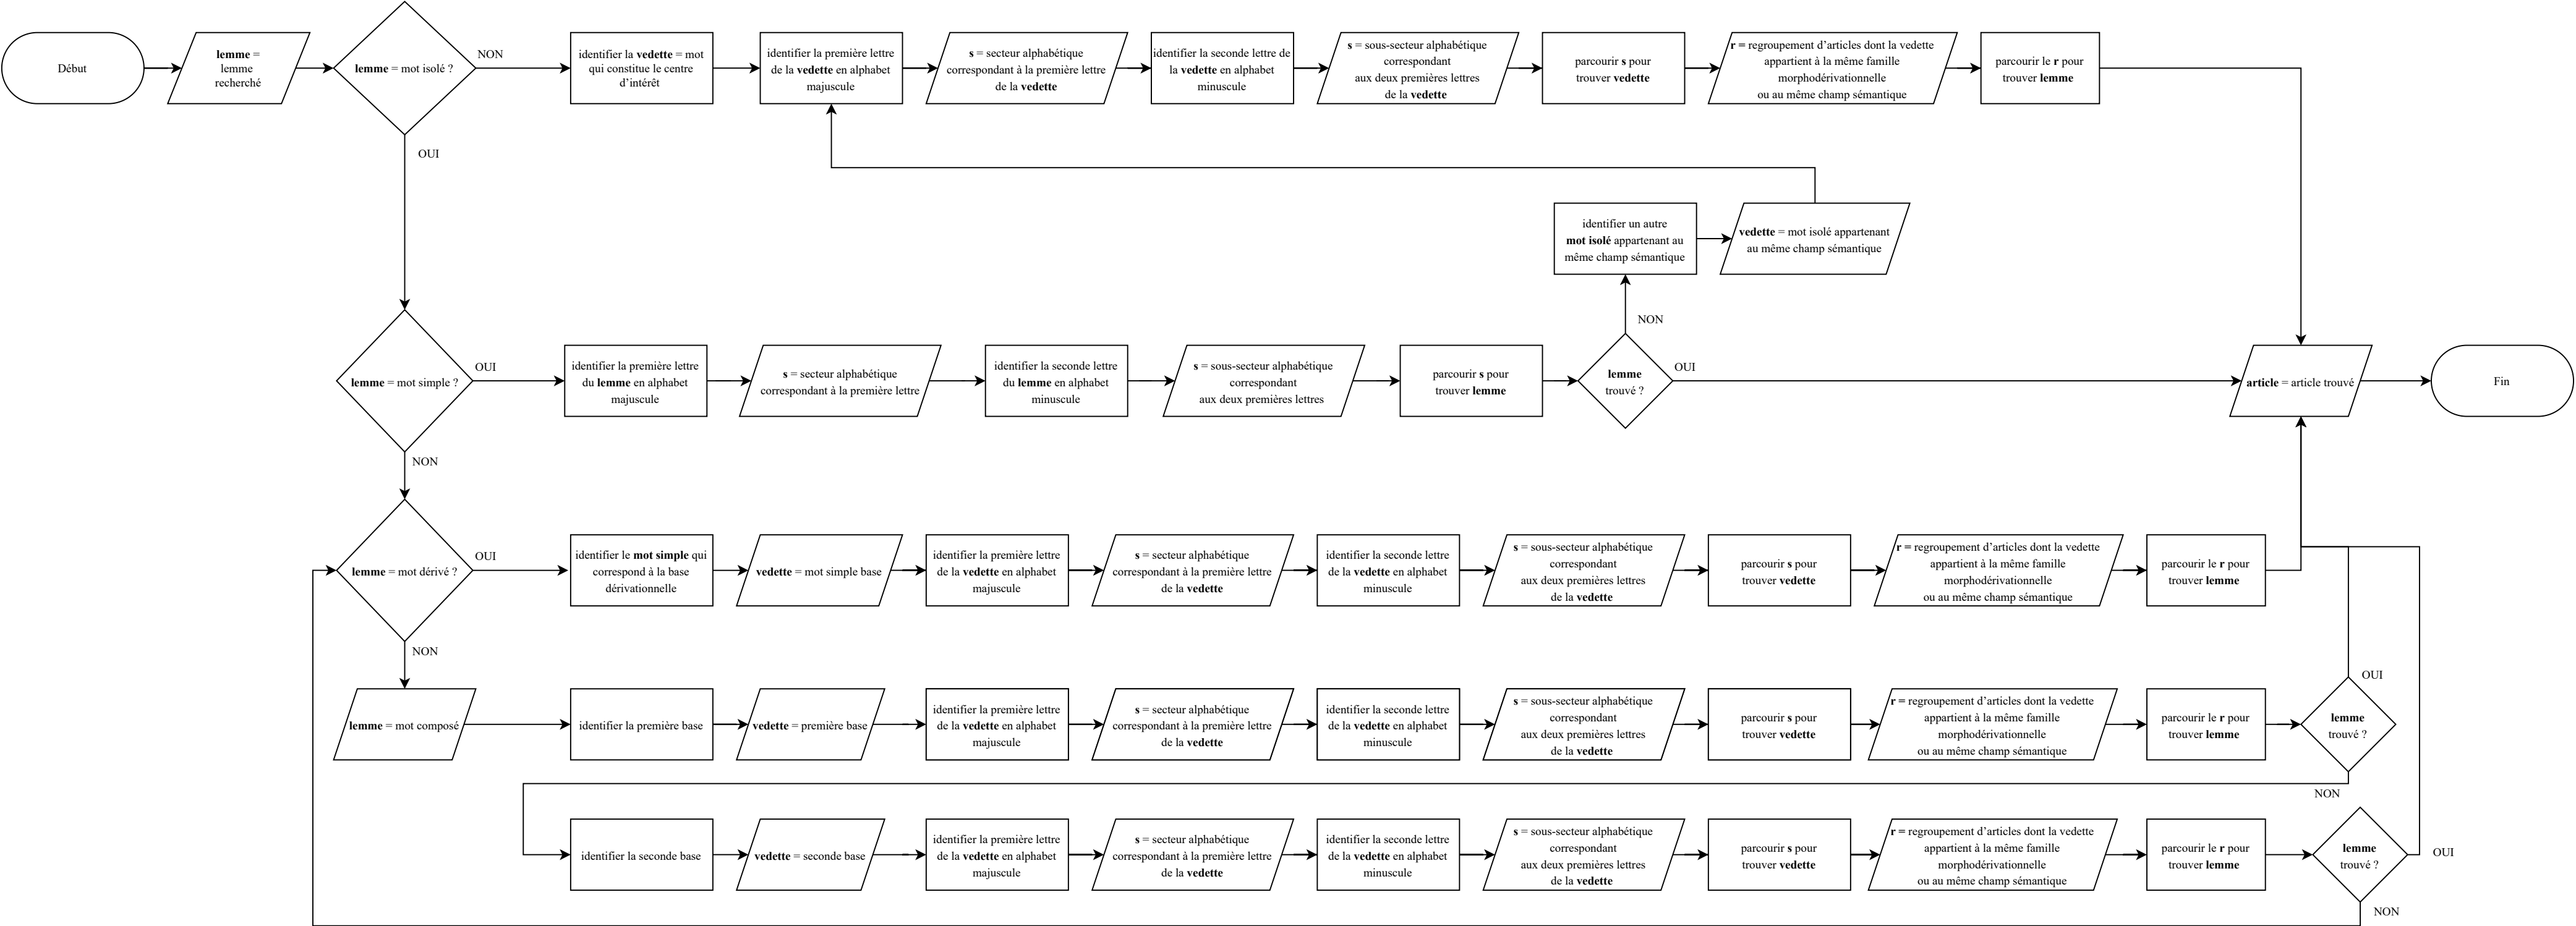 Début
lemme =
lemme
recherché
lemme = mot isolé ?
NON
identifier la vedette = mot
qui constitue le centre
d’intérêt
identifier la première lettre
de la vedette en alphabet
majuscule
s = secteur alphabétique
correspondant à la première lettre
de la vedette
identifier la seconde lettre de
la vedette en alphabet
minuscule
s = sous-secteur alphabétique
correspondant
aux deux premières lettres
de la vedette
parcourir s pour
trouver vedette
r = regroupement d’articles dont la vedette
appartient à la même famille
morphodérivationnelle
ou au même champ sémantique
parcourir le r pour
trouver lemme
OUI
identifier un autre
mot isolé appartenant au
même champ sémantique
vedette = mot isolé appartenant
au même champ sémantique
NON
lemme = mot simple ?
OUI
identifier la première lettre
du lemme en alphabet
majuscule
s = secteur alphabétique
correspondant à la première lettre
identifier la seconde lettre
du lemme en alphabet
minuscule
s = sous-secteur alphabétique
correspondant
aux deux premières lettres
parcourir s pour
trouver lemme
lemme
trouvé ?
OUI
article = article trouvé
Fin
NON
lemme = mot dérivé ?
OUI
identifier le mot simple qui
correspond à la base
dérivationnelle
vedette = mot simple base
identifier la première lettre
de la vedette en alphabet
majuscule
s = secteur alphabétique
correspondant à la première lettre
de la vedette
identifier la seconde lettre
de la vedette en alphabet
minuscule
s = sous-secteur alphabétique
correspondant
aux deux premières lettres
de la vedette
parcourir s pour
trouver vedette
r = regroupement d’articles dont la vedette
appartient à la même famille
morphodérivationnelle
ou au même champ sémantique
parcourir le r pour
trouver lemme
NON
lemme = mot composé
identifier la première base
vedette = première base
identifier la première lettre
de la vedette en alphabet
majuscule
s = secteur alphabétique
correspondant à la première lettre
de la vedette
identifier la seconde lettre
de la vedette en alphabet
minuscule
s = sous-secteur alphabétique
correspondant
aux deux premières lettres
de la vedette
parcourir s pour
trouver vedette
r = regroupement d’articles dont la vedette
appartient à la même famille
morphodérivationnelle
ou au même champ sémantique
parcourir le r pour
trouver lemme
OUI
lemme
trouvé ?
NON
identifier la seconde base
vedette = seconde base
identifier la première lettre
de la vedette en alphabet
majuscule
s = secteur alphabétique
correspondant à la première lettre
de la vedette
identifier la seconde lettre
de la vedette en alphabet
minuscule
s = sous-secteur alphabétique
correspondant
aux deux premières lettres
de la vedette
parcourir s pour
trouver vedette
r = regroupement d’articles dont la vedette
appartient à la même famille
morphodérivationnelle
ou au même champ sémantique
parcourir le r pour
trouver lemme
lemme
trouvé ?
OUI
NON